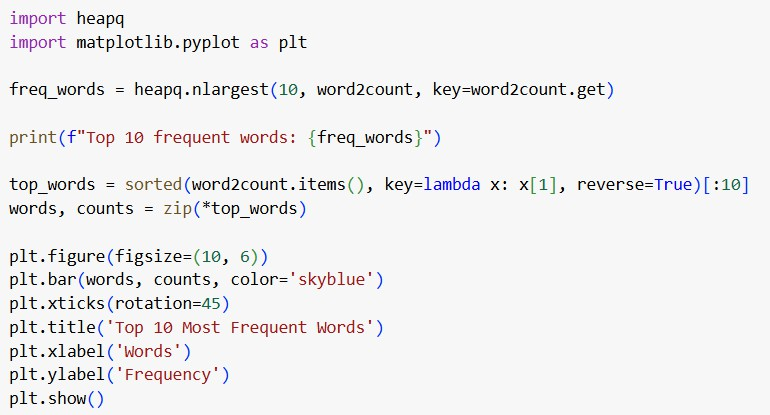 import heapq
import matplotlib.pyplot as plt
freq_words = heapq.nlargest(10, word2count, key=word2count.get)
print(f"Top 10 frequent words: {freq_words}")
top_words = sorted(word2count.items(), key=lambda x: x[1], reverse=True)[:10]
words, counts = zip(*top_words)
plt.figure(figsize=(10, 6))
plt.bar(words, counts, color='skyblue')
plt.xticks(rotation=45)
plt.title('Top 10 Most Frequent Words')
plt.xlabel('Words')
plt.ylabel('Frequency')
plt.show()